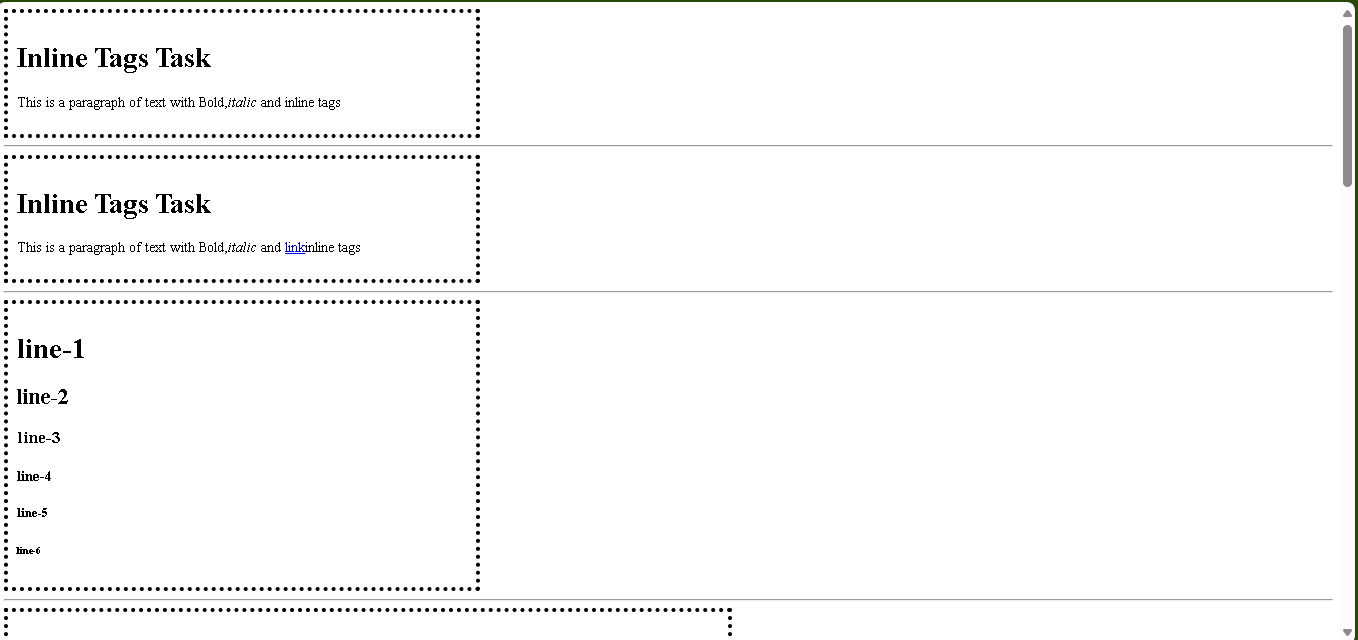 Inline Tags Task
This is a paragraph of text with Bold,italic and inline tags
Inline Tags Task
This is a paragraph of text with Bold,italic and linkinline tags
line-1
line-2
line-3
line-4
line-5
line-6